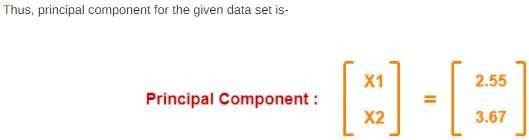 Thus, principal component for the given data set is-
X1 2.55
Principal Component : =
X2 3.67